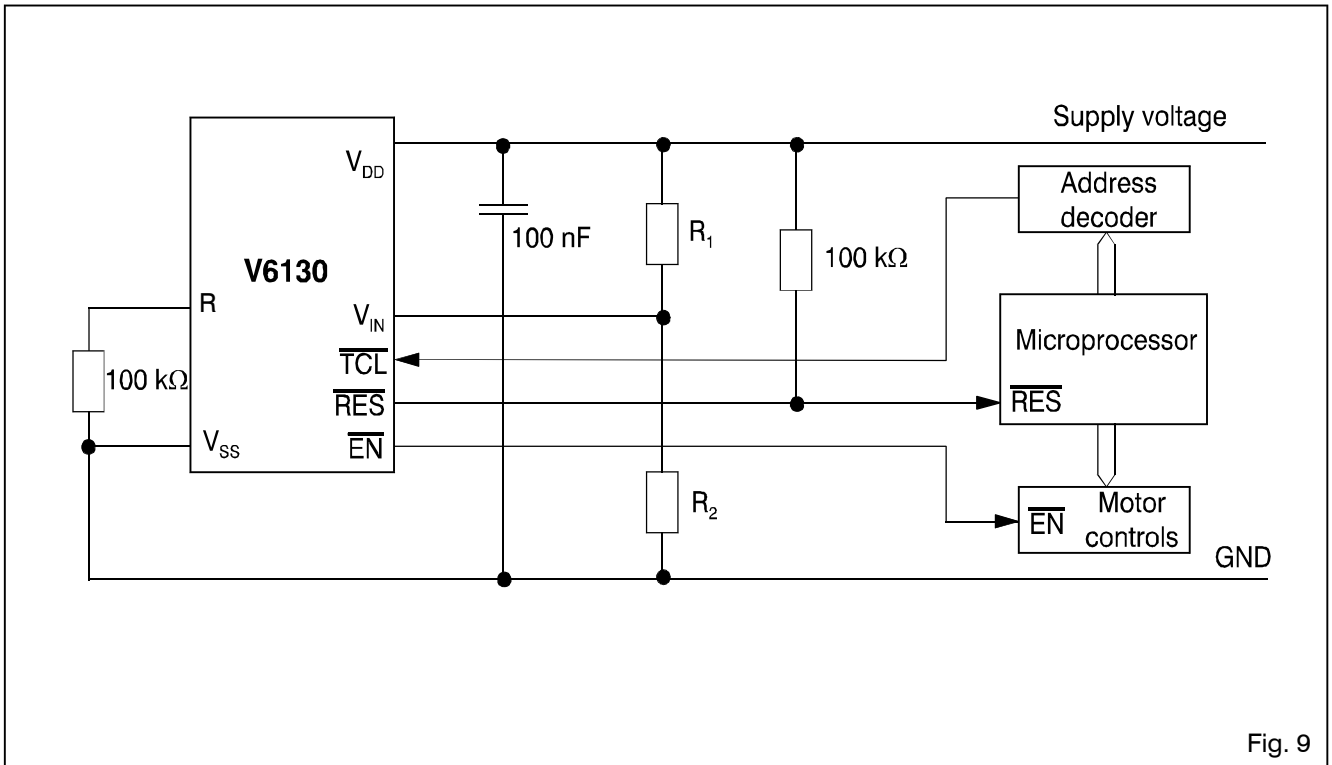 Supply voltage
V_DD
Address
decoder
100 nF
R_1
100 kΩ
V6130
R
V_IN
Microprocessor
TCL
100 kΩ
RES
RES
V_SS
EN
R_2
EN
Motor
controls
GND
Fig. 9